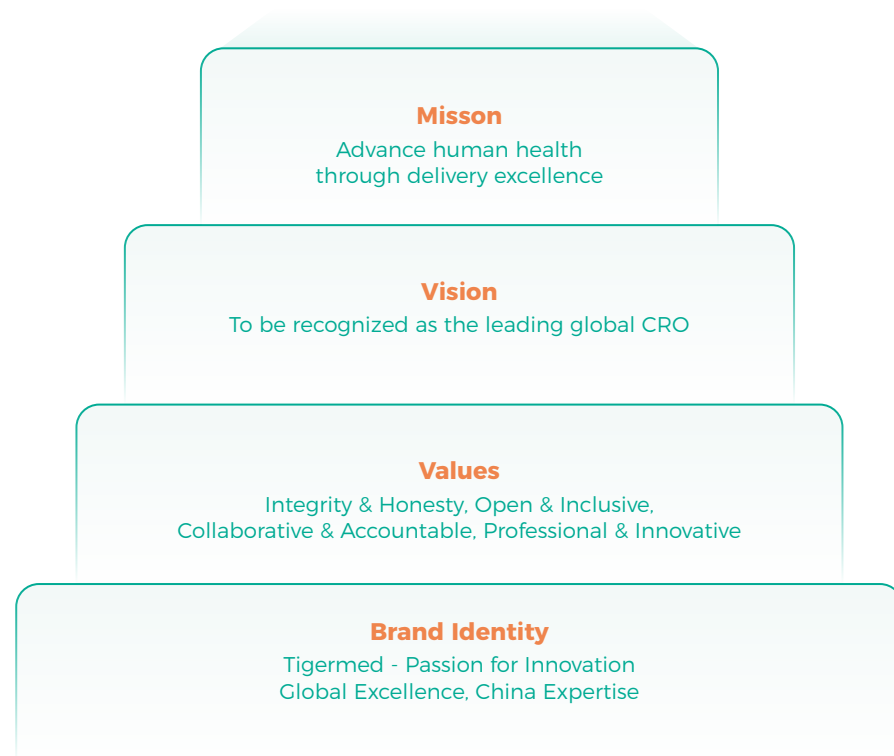 Misson
Advance human health
through delivery excellence
Vision
To be recognized as the leading global CRO
Values
Integrity & Honesty, Open & Inclusive,
Collaborative & Accountable, Professional & Innovative
Brand Identity
Tigermed - Passion for Innovation
Global Excellence, China Expertise